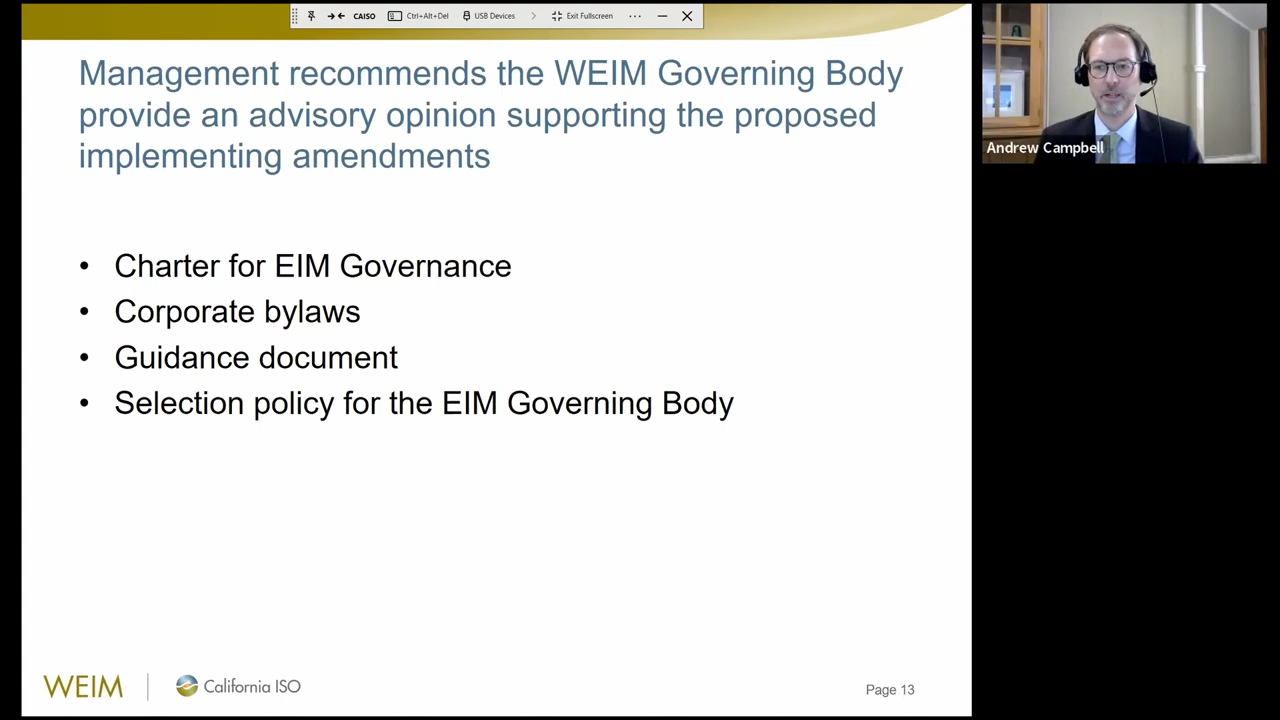 CAISO Ctrl+Alt+Del USB Devices Exit Fullscreen
Management recommends the WEIM Governing Body
provide an advisory opinion supporting the proposed
implementing amendments
• Charter for EIM Governance
• Corporate bylaws
• Guidance document
• Selection policy for the EIM Governing Body
WEIM California ISO
Page 13
Andrew Campbell